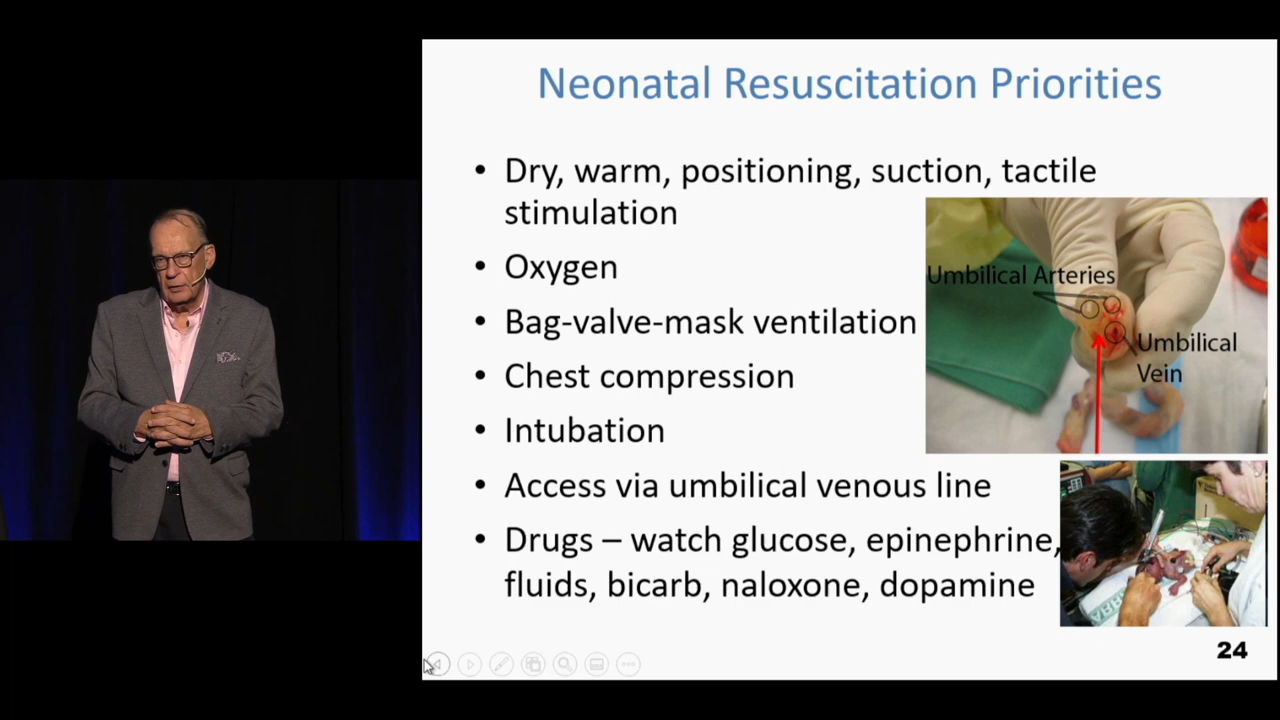 Neonatal Resuscitation Priorities
• Dry, warm, positioning, suction, tactile
stimulation
• Oxygen
• Bag-valve-mask ventilation
• Chest compression
• Intubation
• Access via umbilical venous line
• Drugs – watch glucose, epinephrine,
fluids, bicarb, naloxone, dopamine
Umbilical Arteries
Umbilical
Vein
24